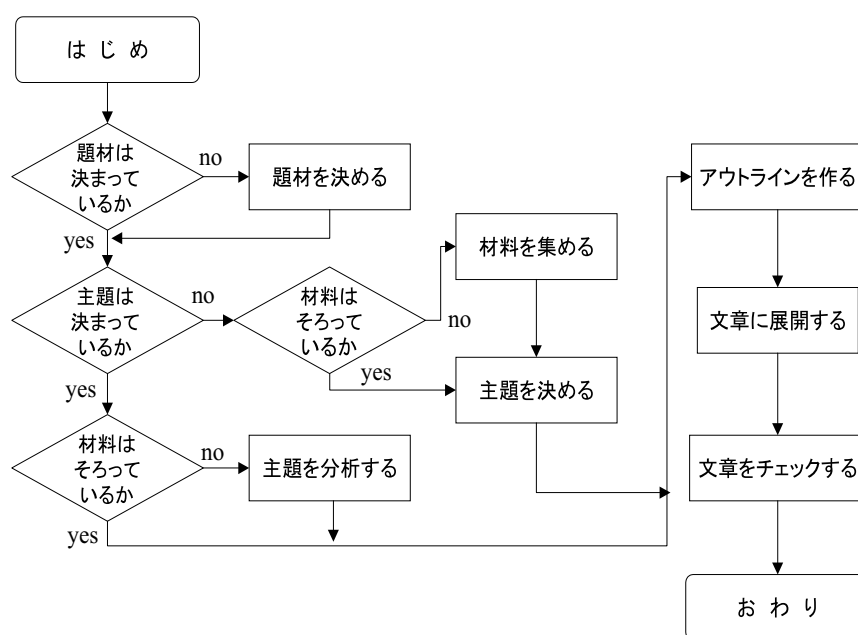 は じ め
題材は
決まって
いるか
no
題材を決める
yes
主題は
決まって
いるか
no
材料は
そろって
いるか
no
材料を集める
yes
主題を決める
yes
材料は
そろって
いるか
no
主題を分析する
yes
アウトラインを作る
文章に展開する
文章をチェックする
お わ り